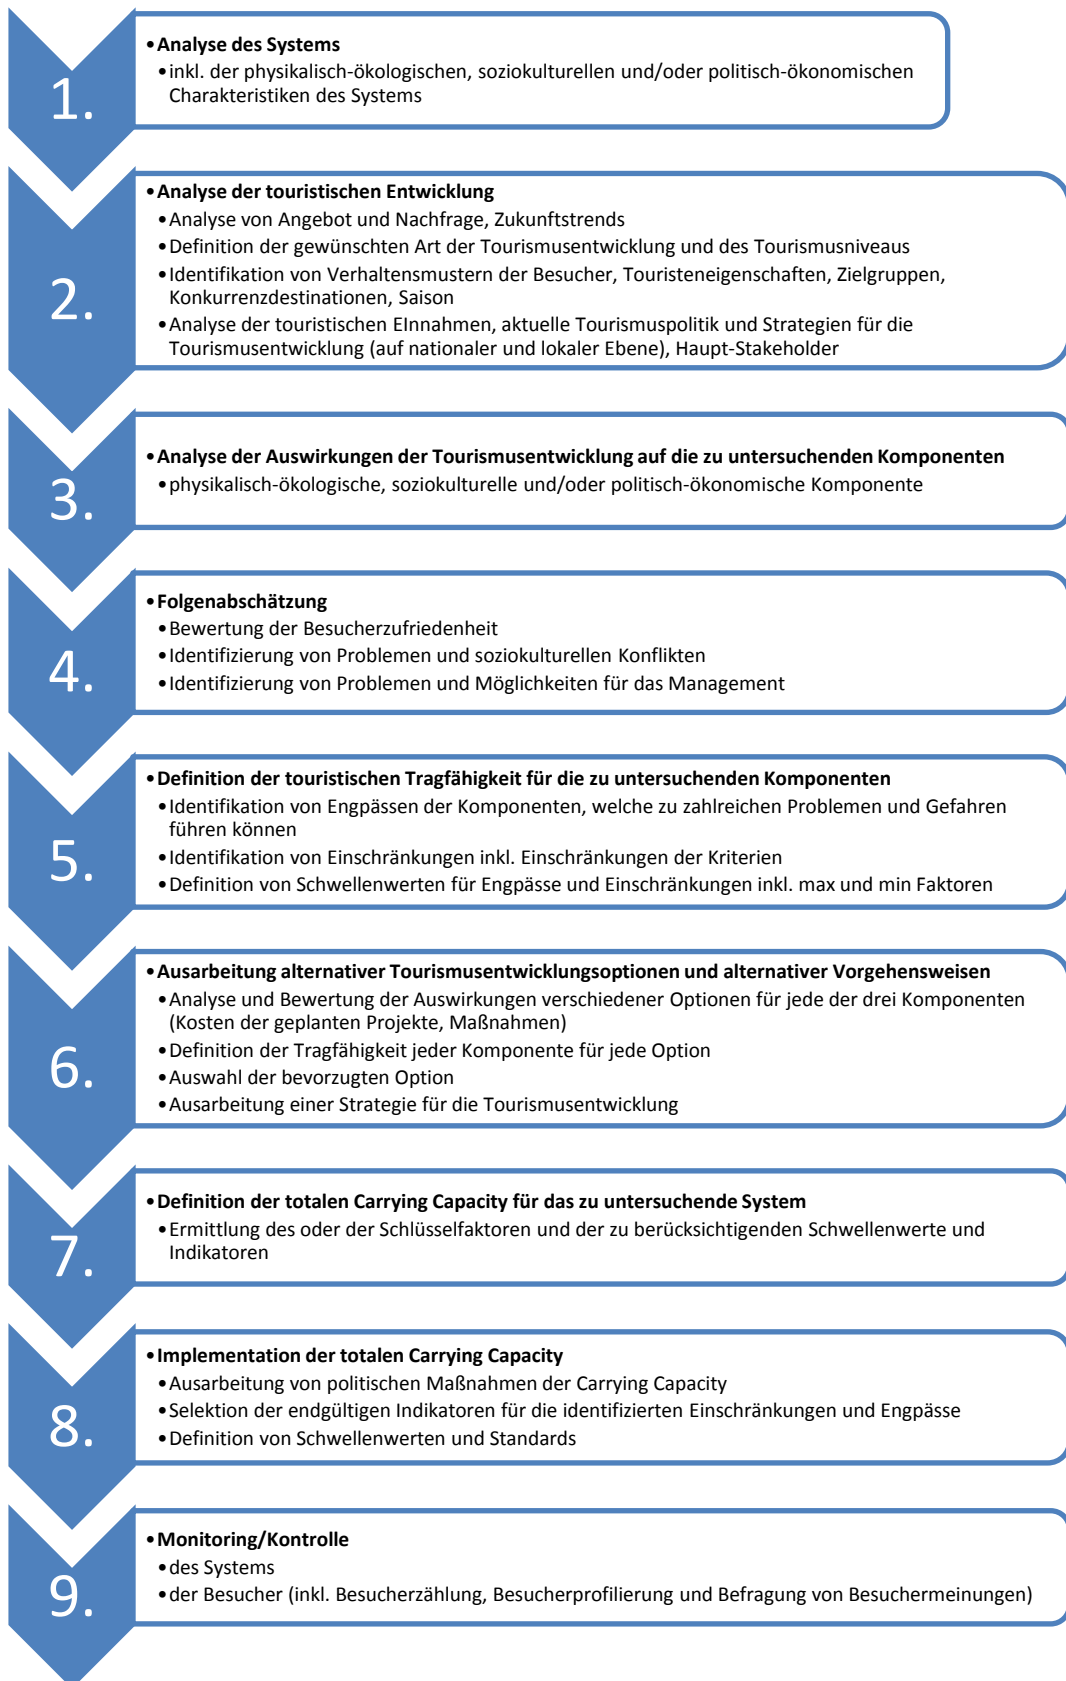 1.
•Analyse des Systems
•inkl. der physikalisch-ökologischen, soziokulturellen und/oder politisch-ökonomischen
Charakteristiken des Systems
2.
•Analyse der touristischen Entwicklung
•Analyse von Angebot und Nachfrage, Zukunftstrends
•Definition der gewünschten Art der Tourismusentwicklung und des Tourismusniveaus
•Identifikation von Verhaltensmustern der Besucher, Touristeneigenschaften, Zielgruppen,
Konkurrenzdestinationen, Saison
•Analyse der touristischen EInnahmen, aktuelle Tourismuspolitik und Strategien für die
Tourismusentwicklung (auf nationaler und lokaler Ebene), Haupt-Stakeholder
3.
•Analyse der Auswirkungen der Tourismusentwicklung auf die zu untersuchenden Komponenten
•physikalisch-ökologische, soziokulturelle und/oder politisch-ökonomische Komponente
4.
•Folgenabschätzung
•Bewertung der Besucherzufriedenheit
•Identifizierung von Problemen und soziokulturellen Konflikten
•Identifizierung von Problemen und Möglichkeiten für das Management
5.
•Definition der touristischen Tragfähigkeit für die zu untersuchenden Komponenten
•Identifikation von Engpässen der Komponenten, welche zu zahlreichen Problemen und Gefahren
führen können
•Identifikation von Einschränkungen inkl. Einschränkungen der Kriterien
•Definition von Schwellenwerten für Engpässe und Einschränkungen inkl. max und min Faktoren
6.
•Ausarbeitung alternativer Tourismusentwicklungsoptionen und alternativer Vorgehensweisen
•Analyse und Bewertung der Auswirkungen verschiedener Optionen für jede der drei Komponenten
(Kosten der geplanten Projekte, Maßnahmen)
•Definition der Tragfähigkeit jeder Komponente für jede Option
•Auswahl der bevorzugten Option
•Ausarbeitung einer Strategie für die Tourismusentwicklung
7.
•Definition der totalen Carrying Capacity für das zu untersuchende System
•Ermittlung des oder der Schlüsselfaktoren und der zu berücksichtigenden Schwellenwerte und
Indikatoren
8.
•Implementation der totalen Carrying Capacity
•Ausarbeitung von politischen Maßnahmen der Carrying Capacity
•Selektion der endgültigen Indikatoren für die identifizierten Einschränkungen und Engpässe
•Definition von Schwellenwerten und Standards
9.
•Monitoring/Kontrolle
•des Systems
•der Besucher (inkl. Besucherzählung, Besucherprofilierung und Befragung von Besuchermeinungen)